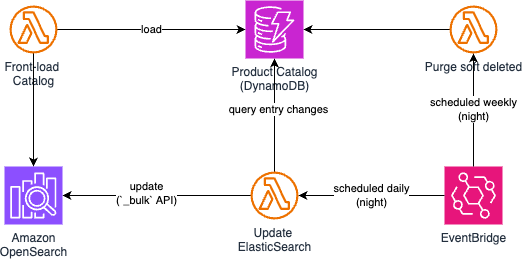 load
Front-load
Catalog
Product Catalog
(DynamoDB)
Purge soft deleted
query entry changes
scheduled weekly
(night)
update
(`_bulk` API)
scheduled daily
(night)
Amazon
OpenSearch
Update
ElasticSearch
EventBridge